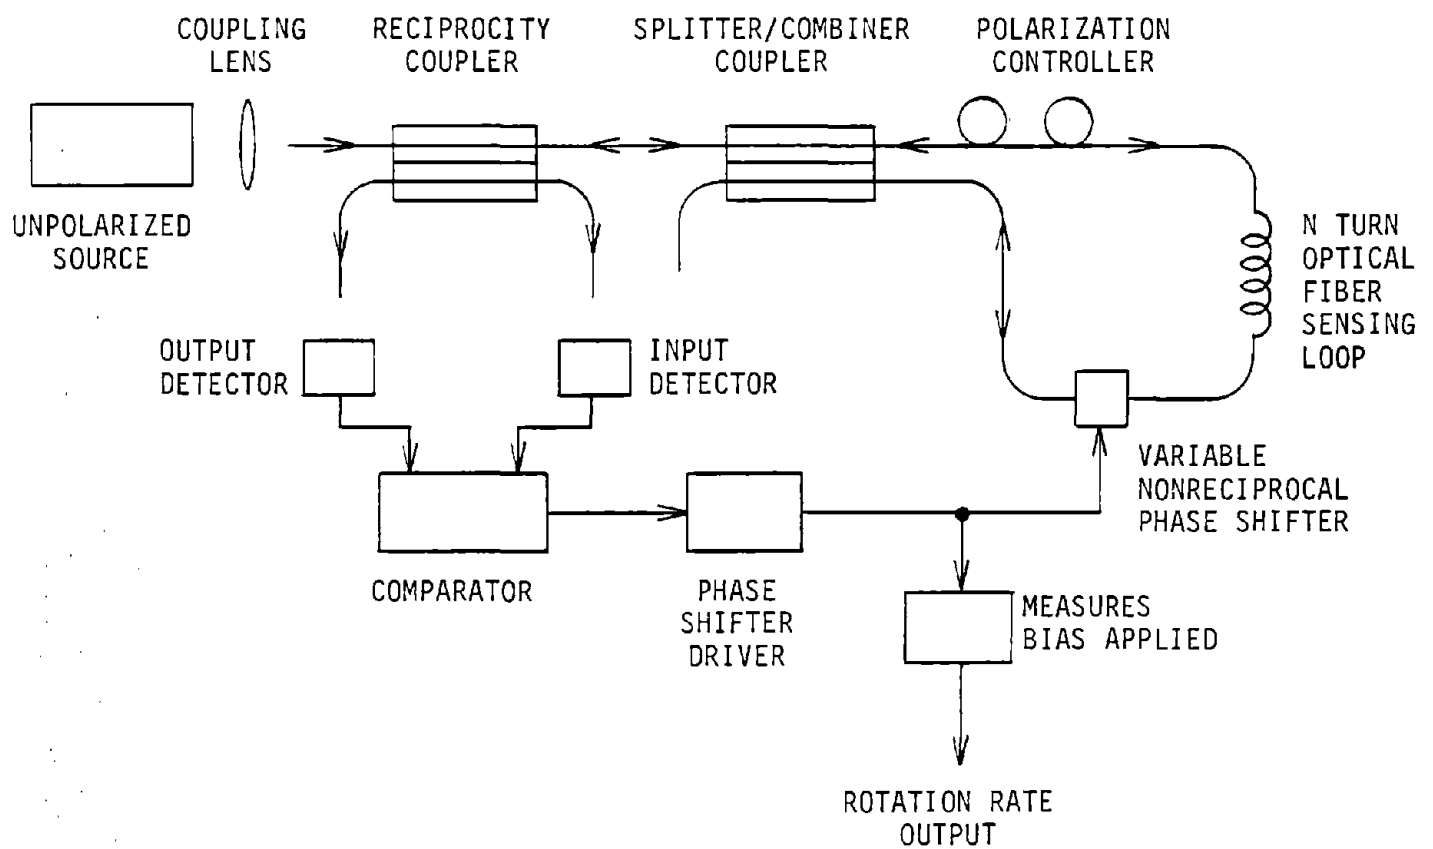 COUPLING
LENS
RECIPROCITY
COUPLER
SPLITTER/COMBINER
COUPLER
POLARIZATION
CONTROLLER
UNPOLARIZED
SOURCE
N TURN
OPTICAL
FIBER
SENSING
LOOP
OUTPUT
DETECTOR
INPUT
DETECTOR
VARIABLE
NONRECIPROCAL
PHASE SHIFTER
COMPARATOR
PHASE
SHIFTER
DRIVER
MEASURES
BIAS APPLIED
ROTATION RATE
OUTPUT